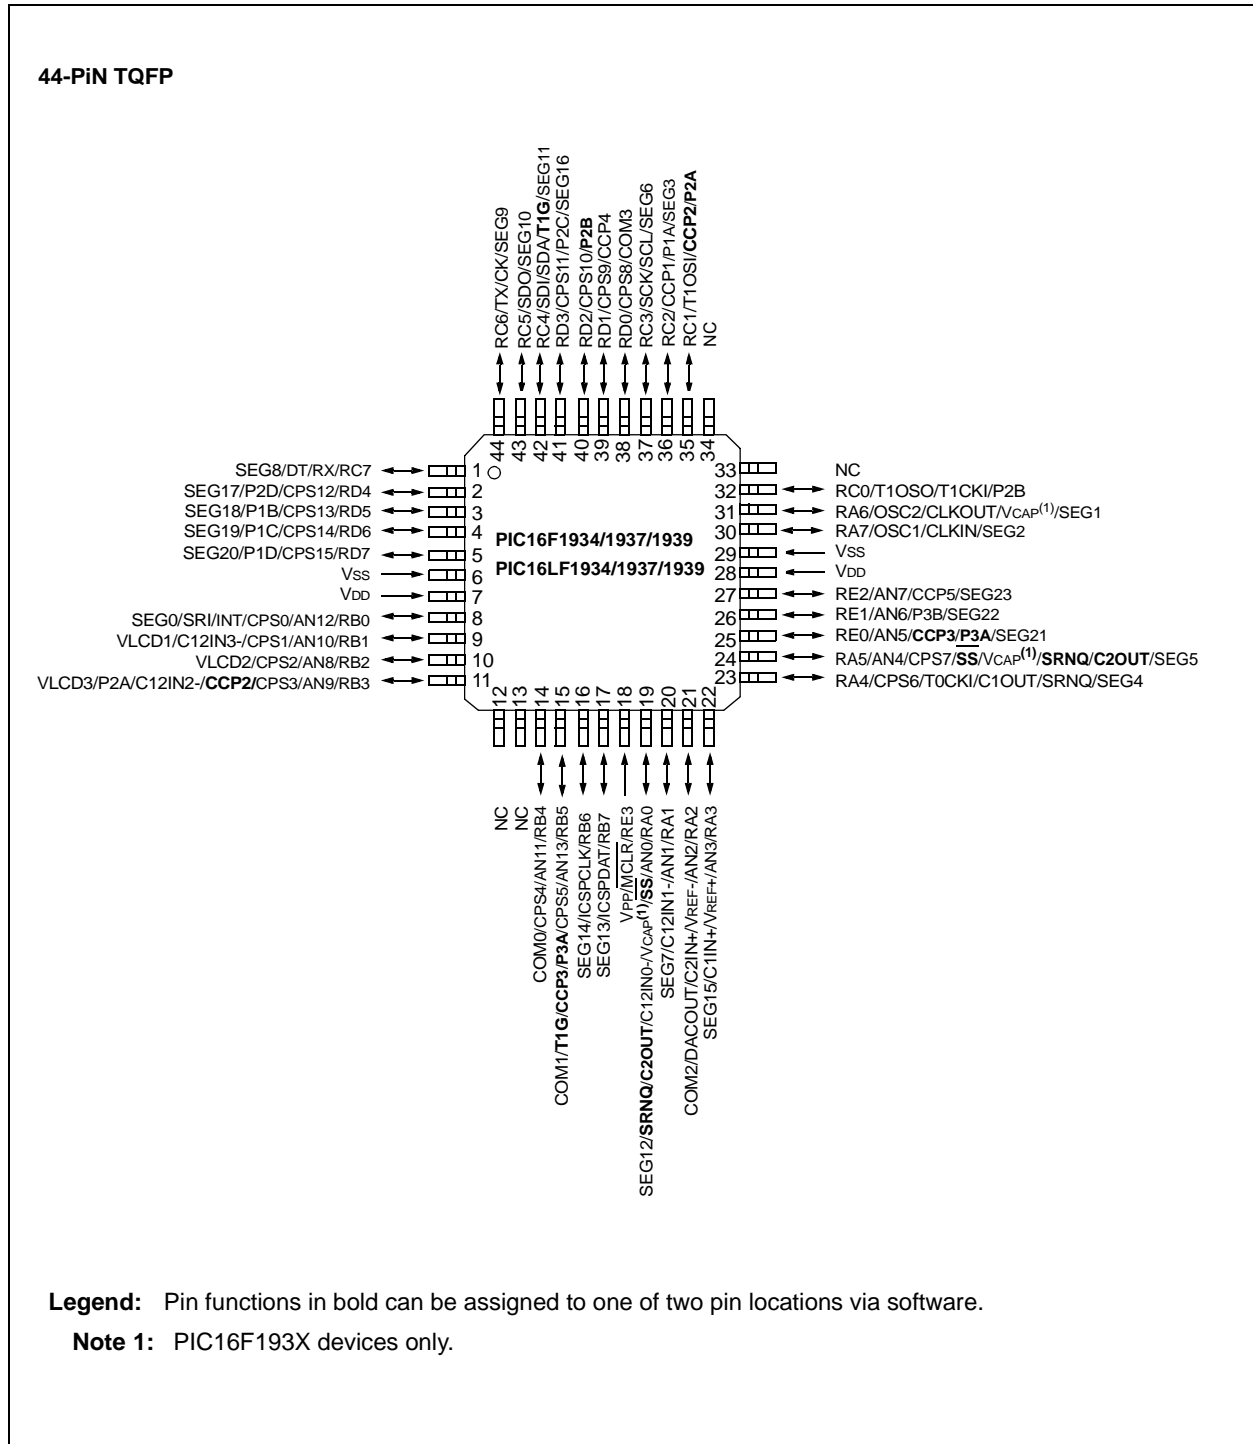 44-PiN TQFP
RC6/TX/CK/SEG9
RC5/SDO/SEG10
RC4/SDI/SDA/T1G/SEG11
RD3/CPS11/P2C/SEG16
RD2/CPS10/P2B
RD1/CPS9/CCP4
RD0/CPS8/COM3
RC3/SCK/SCL/SEG6
RC2/CCP1/P1A/SEG3
RC1/T1OSI/CCP2/P2A
NC
44
43
42
41
40
39
38
37
36
35
34
SEG8/DT/RX/RC7 1
SEG17/P2D/CPS12/RD4 2
SEG18/P1B/CPS13/RD5 3
SEG19/P1C/CPS14/RD6 4
SEG20/P1D/CPS15/RD7 5
VSS 6
VDD 7
SEG0/SRI/INT/CPS0/AN12/RB0 8
VLCD1/C12IN3-/CPS1/AN10/RB1 9
VLCD2/CPS2/AN8/RB2 10
VLCD3/P2A/C12IN2-/CCP2/CPS3/AN9/RB3 11
PIC16F1934/1937/1939
PIC16LF1934/1937/1939
33 NC
32 RC0/T1OSO/T1CKI/P2B
31 RA6/OSC2/CLKOUT/VCAP(1)/SEG1
30 RA7/OSC1/CLKIN/SEG2
29 VSS
28 VDD
27 RE2/AN7/CCP5/SEG23
26 RE1/AN6/P3B/SEG22
25 RE0/AN5/CCP3/P3A/SEG21
24 RA5/AN4/CPS7/SS/VCAP(1)/SRNQ/C2OUT/SEG5
23 RA4/CPS6/T0CKI/C1OUT/SRNQ/SEG4
12
13
14
15
16
17
18
19
20
21
22
NC
NC
COM0/CPS4/AN11/RB4
COM1/T1G/CCP3/P3A/CPS5/AN13/RB5
SEG14/ICSPCLK/RB6
SEG13/ICSPDAT/RB7
VPP/MCLR/RE3
SEG12/SRNQ/C2OUT/C12IN0-/VCAP(1)/SS/AN0/RA0
SEG7/C12IN1-/AN1/RA1
COM2/DACOUT/C2IN+/VREF-/AN2/RA2
SEG15/C1IN+/VREF+/AN3/RA3
Legend: Pin functions in bold can be assigned to one of two pin locations via software.
Note 1: PIC16F193X devices only.